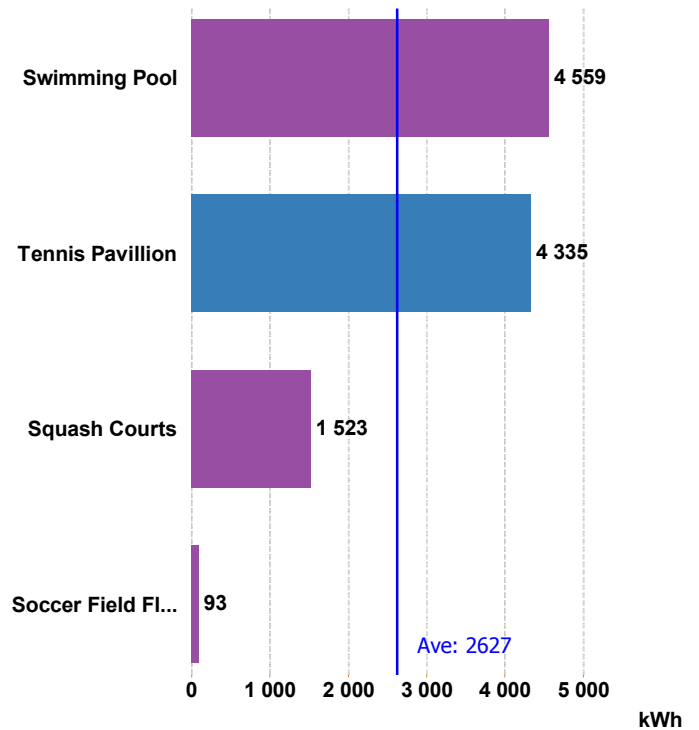 Swimming Pool
4 559
Tennis Pavillion
4 335
Squash Courts
1 523
Soccer Field Fl...
93
Ave: 2627
0 1 000 2 000 3 000 4 000 5 000
kWh